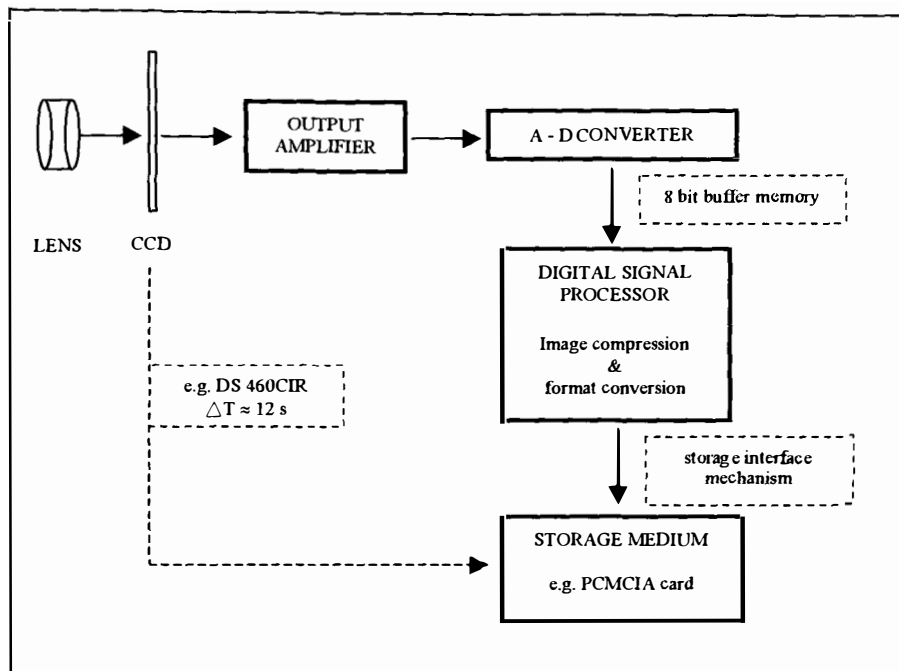 OUTPUT
AMPLIFIER
A - D CONVERTER
8 bit buffer memory
LENS
CCD
DIGITAL SIGNAL
PROCESSOR
Image compression
&
format conversion
e.g. DS 460CIR
△T ≈ 12 s
storage interface
mechanism
STORAGE MEDIUM
e.g. PCMCIA card